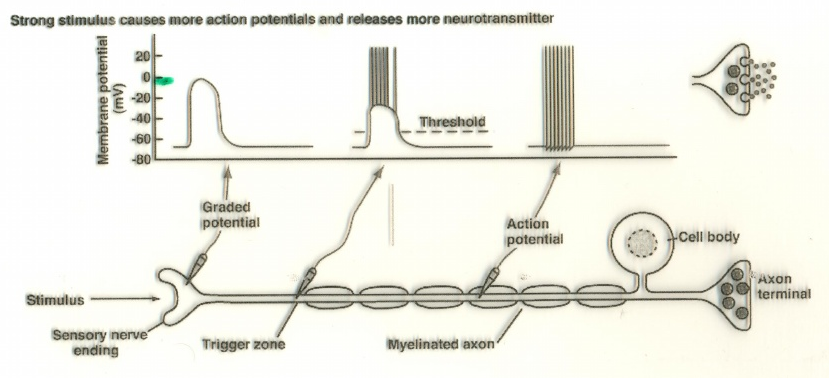 Strong stimulus causes more action potentials and releases more neurotransmitter
Membrane potential
(mV)
20
0
-20
-40
-60
-80
Threshold
Graded
potential
Action
potential
Cell body
Stimulus
Axon
terminal
Sensory nerve
ending
Trigger zone
Myelinated axon